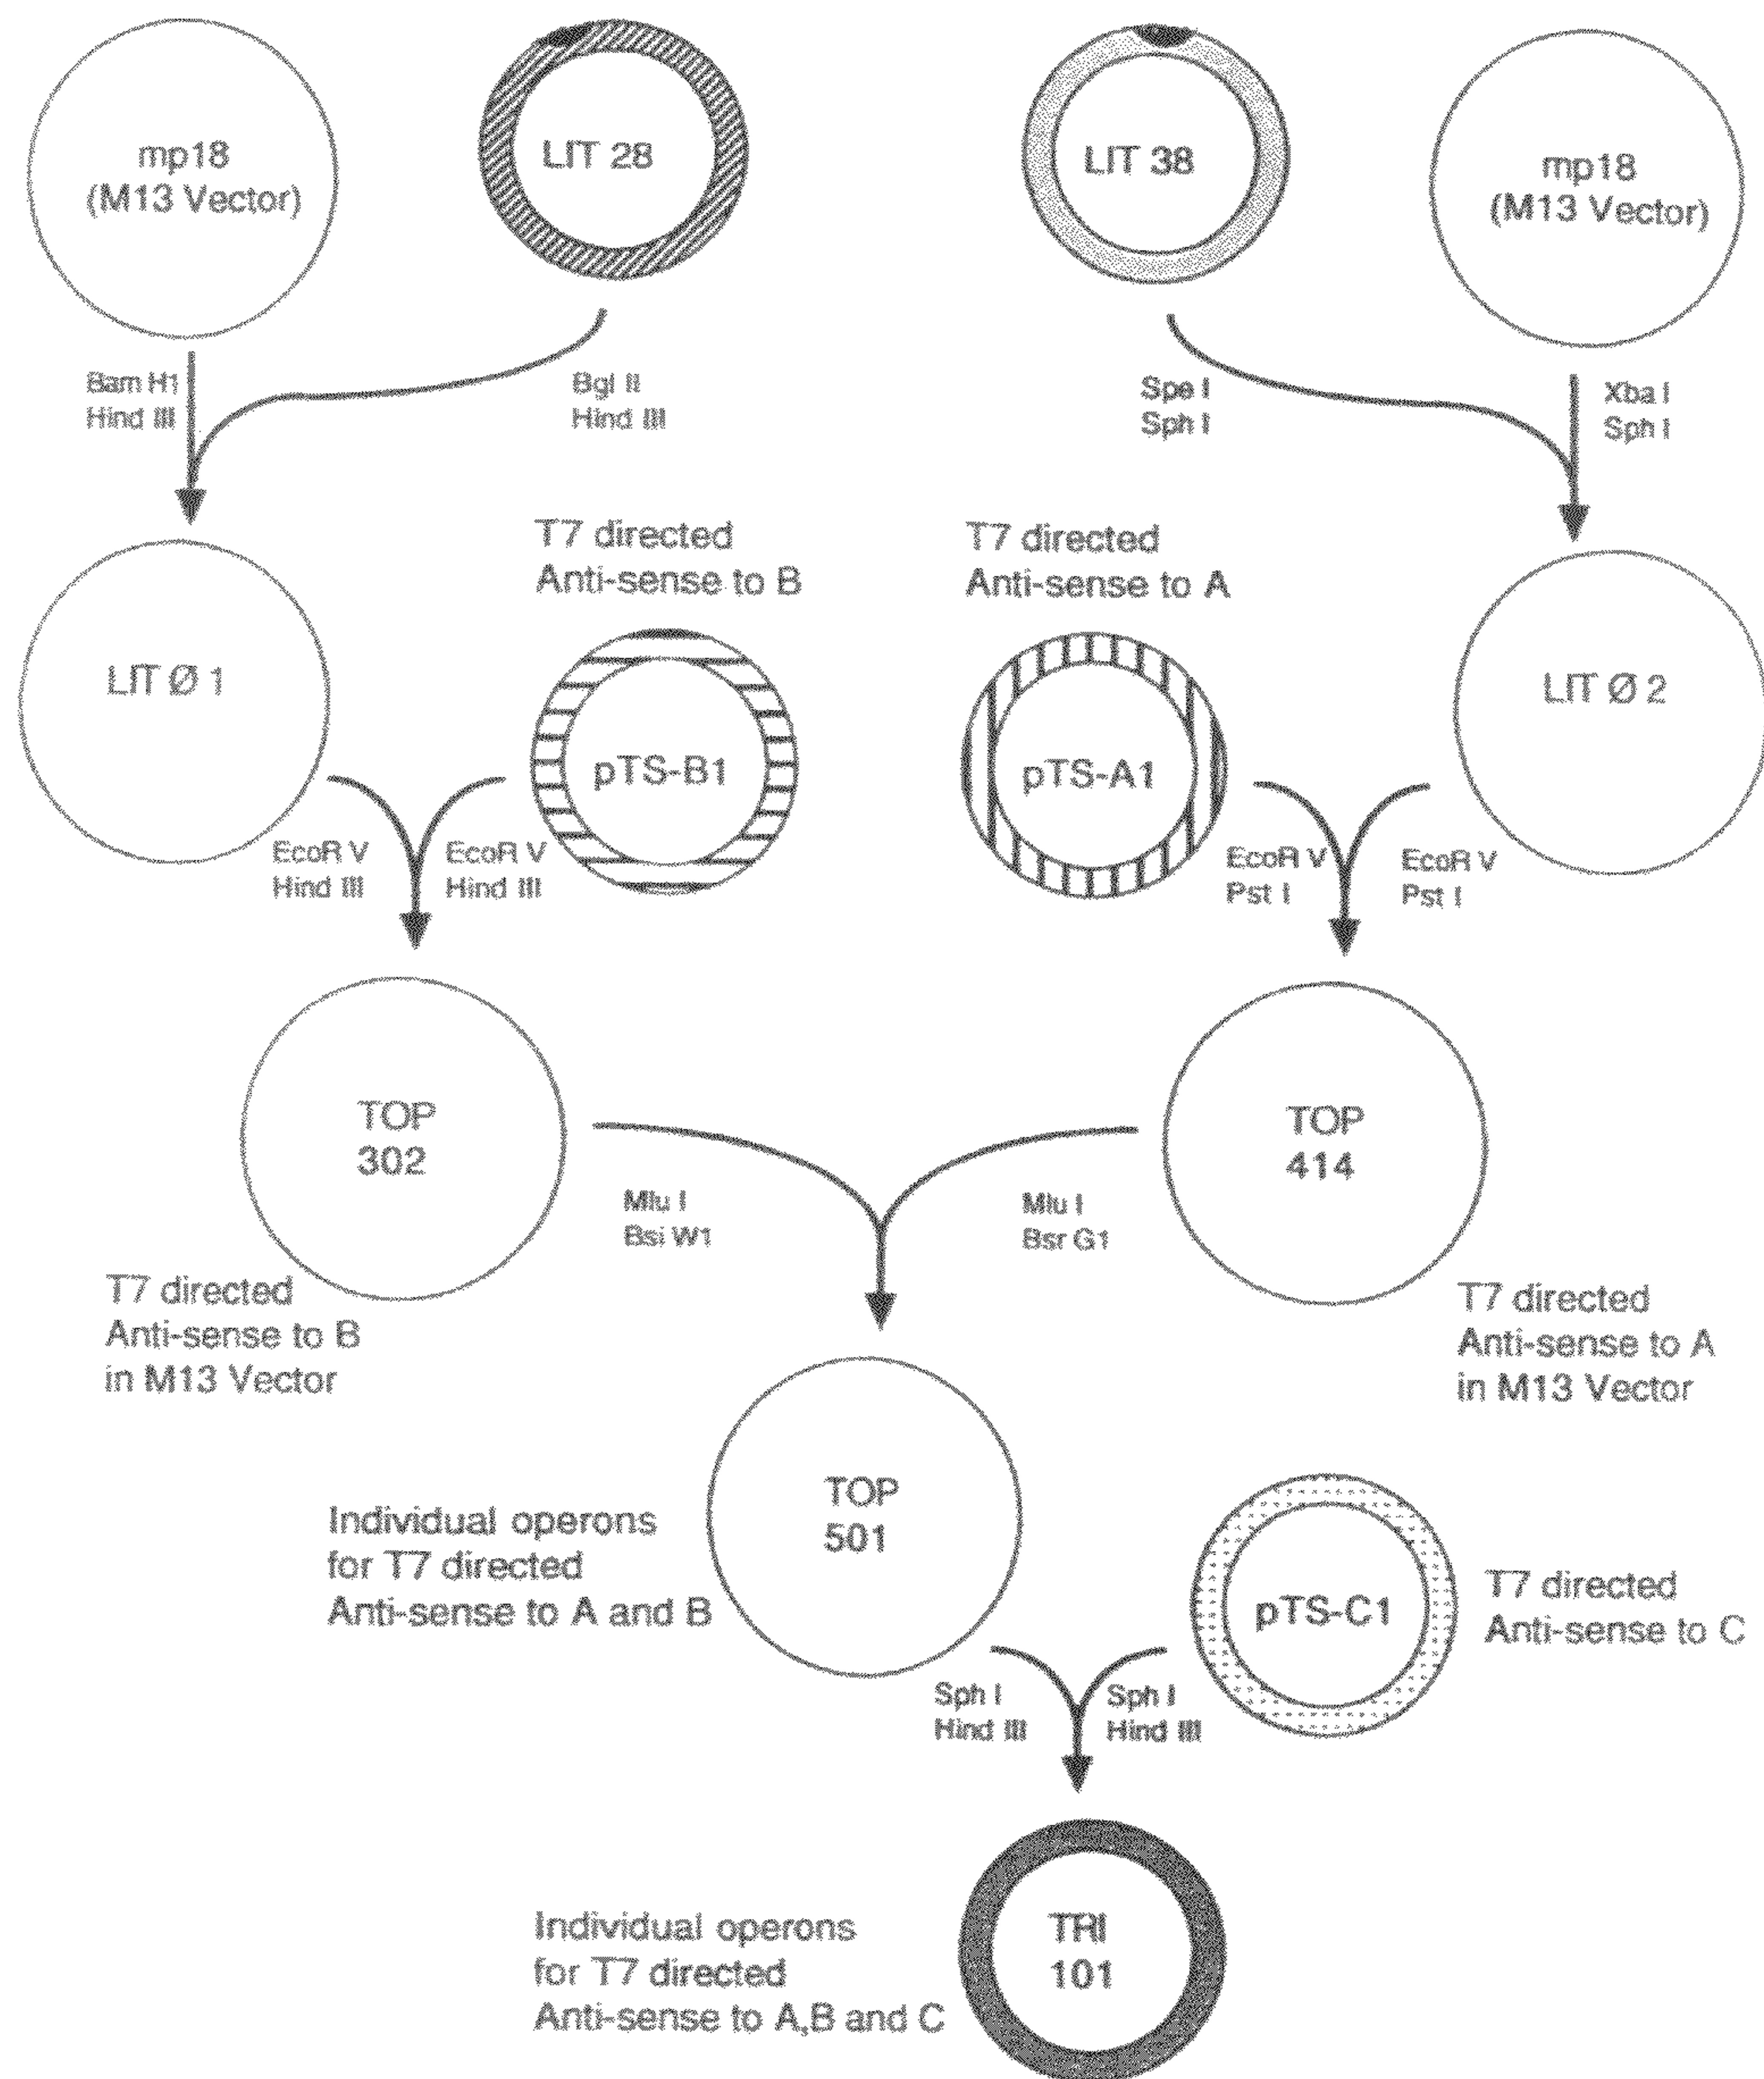 mp18
(M13 Vector)
LIT 28
LIT 38
mp18
(M13 Vector)
Bam H1
Hind III
Bgl II
Hind III
Spe I
Sph I
Xba I
Sph I
T7 directed
Anti-sense to B
T7 directed
Anti-sense to A
LIT Ø 1
pTS-B1
pTS-A1
LIT Ø 2
EcoR V
Hind III
EcoR V
Hind III
EcoR V
Pst I
EcoR V
Pst I
TOP
302
TOP
414
Mlu I
Bsi W1
Mlu I
Bsr G1
T7 directed
Anti-sense to B
in M13 Vector
T7 directed
Anti-sense to A
in M13 Vector
TOP
501
Individual operons
for T7 directed
Anti-sense to A and B
pTS-C1
T7 directed
Anti-sense to C
Sph I
Hind III
Sph I
Hind III
TRI
101
Individual operons
for T7 directed
Anti-sense to A,B and C